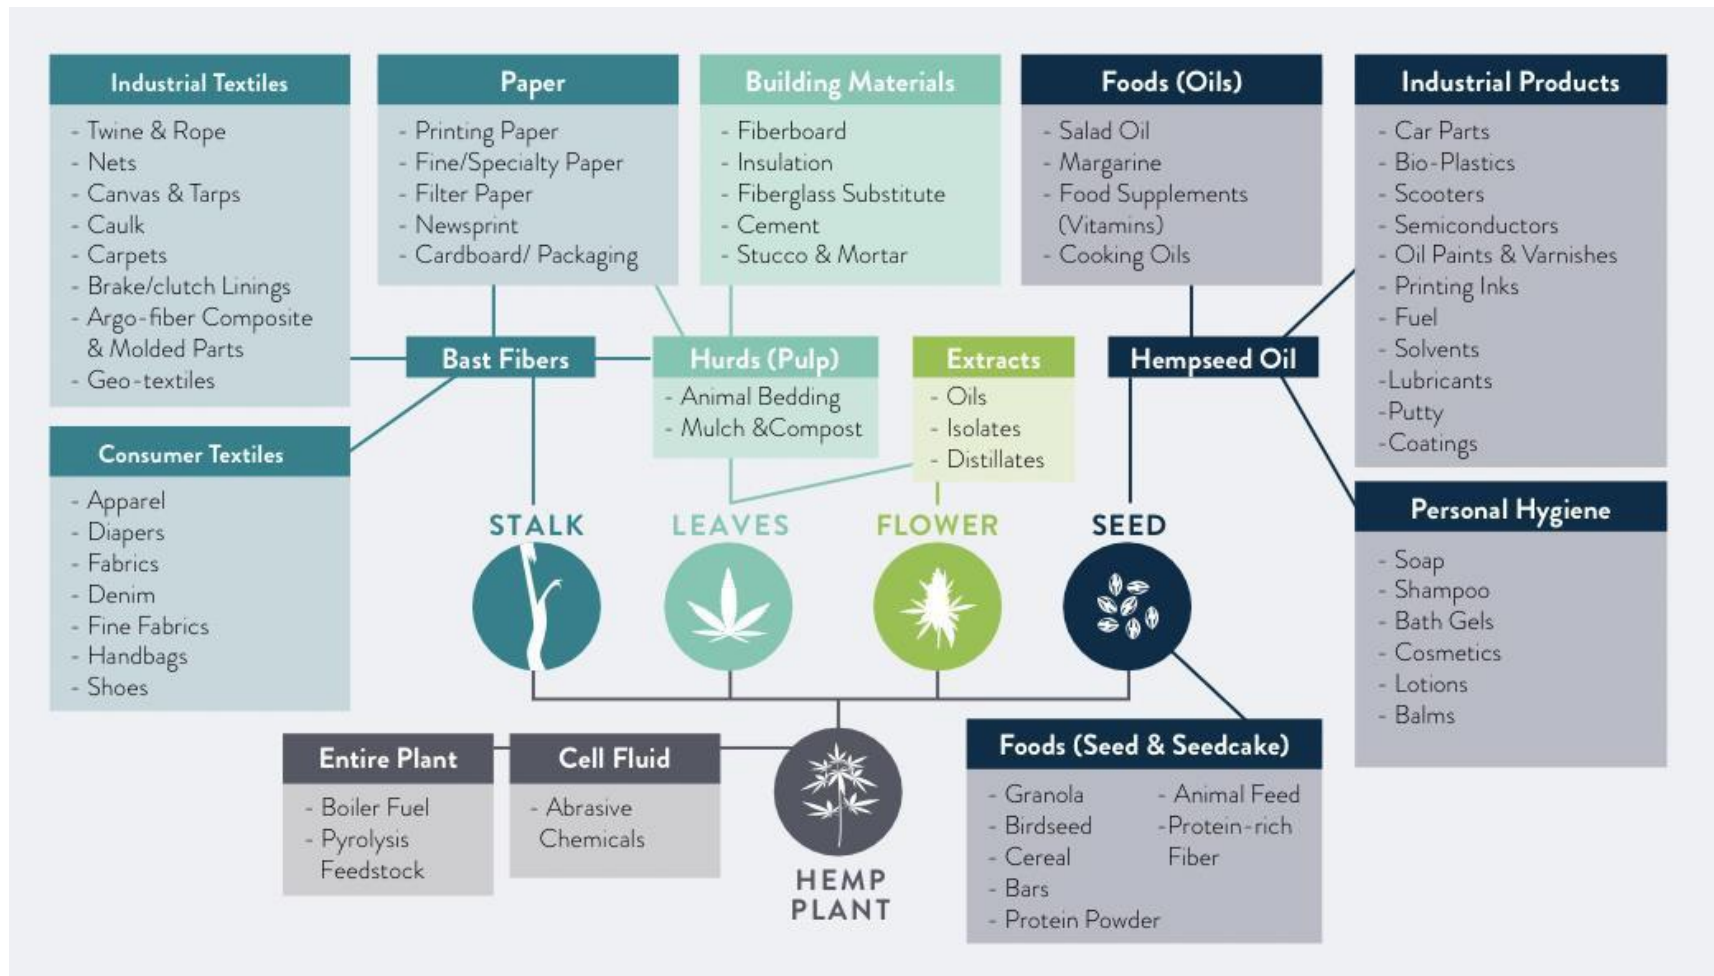 Industrial Textiles
- Twine & Rope
- Nets
- Canvas & Tarps
- Caulk
- Carpets
- Brake/clutch Linings
- Argo-fiber Composite
& Molded Parts
- Geo-textiles
Paper
- Printing Paper
- Fine/Specialty Paper
- Filter Paper
- Newsprint
- Cardboard/ Packaging
Building Materials
- Fiberboard
- Insulation
- Fiberglass Substitute
- Cement
- Stucco & Mortar
Foods (Oils)
- Salad Oil
- Margarine
- Food Supplements
(Vitamins)
- Cooking Oils
Industrial Products
- Car Parts
- Bio-Plastics
- Scooters
- Semiconductors
- Oil Paints & Varnishes
- Printing Inks
- Fuel
- Solvents
-Lubricants
-Putty
-Coatings
Bast Fibers
Hurds (Pulp)
- Animal Bedding
- Mulch &Compost
Extracts
- Oils
- Isolates
- Distillates
Hempseed Oil
Consumer Textiles
- Apparel
- Diapers
- Fabrics
- Denim
- Fine Fabrics
- Handbags
- Shoes
STALK
LEAVES
FLOWER
SEED
Personal Hygiene
- Soap
- Shampoo
- Bath Gels
- Cosmetics
- Lotions
- Balms
Entire Plant
- Boiler Fuel
- Pyrolysis
Feedstock
Cell Fluid
- Abrasive
Chemicals
HEMP
PLANT
Foods (Seed & Seedcake)
- Granola
- Birdseed
- Cereal
- Bars
- Protein Powder
- Animal Feed
-Protein-rich
Fiber